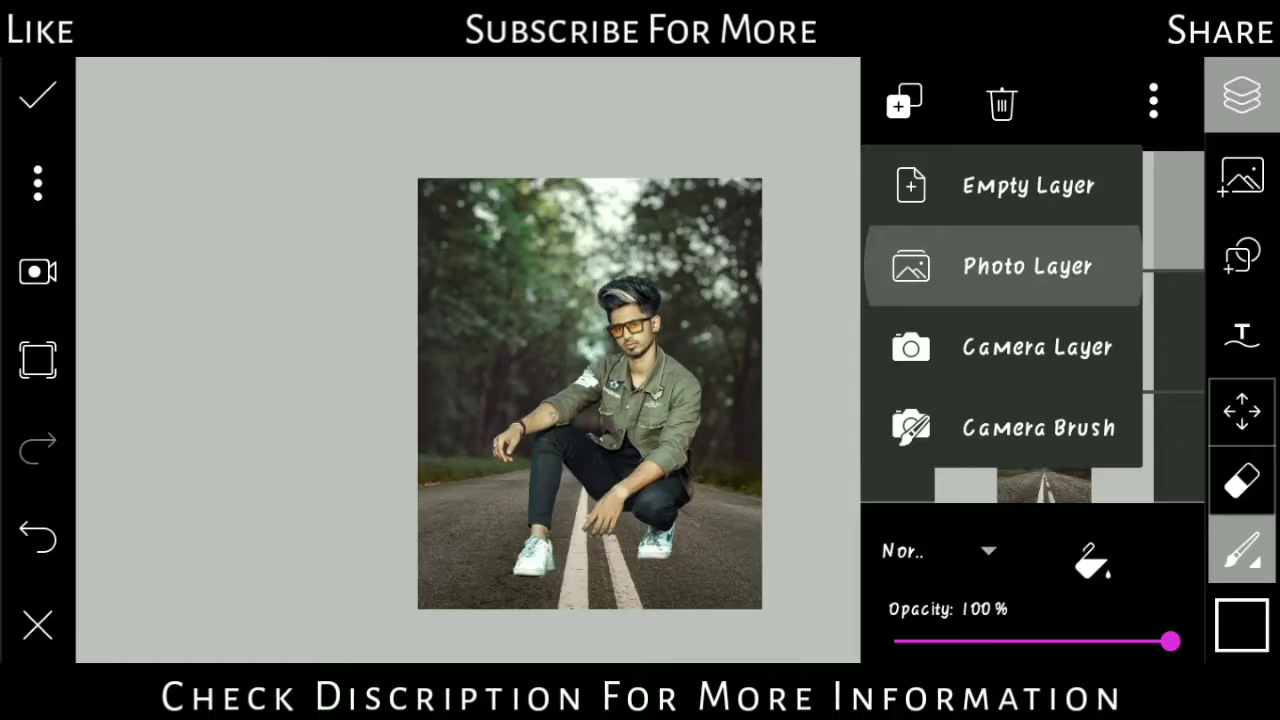 Like
Subscribe For More
Share
Empty Layer
Photo Layer
Camera Layer
Camera Brush
Nor..
Opacity: 100%
Check Discription For More Information